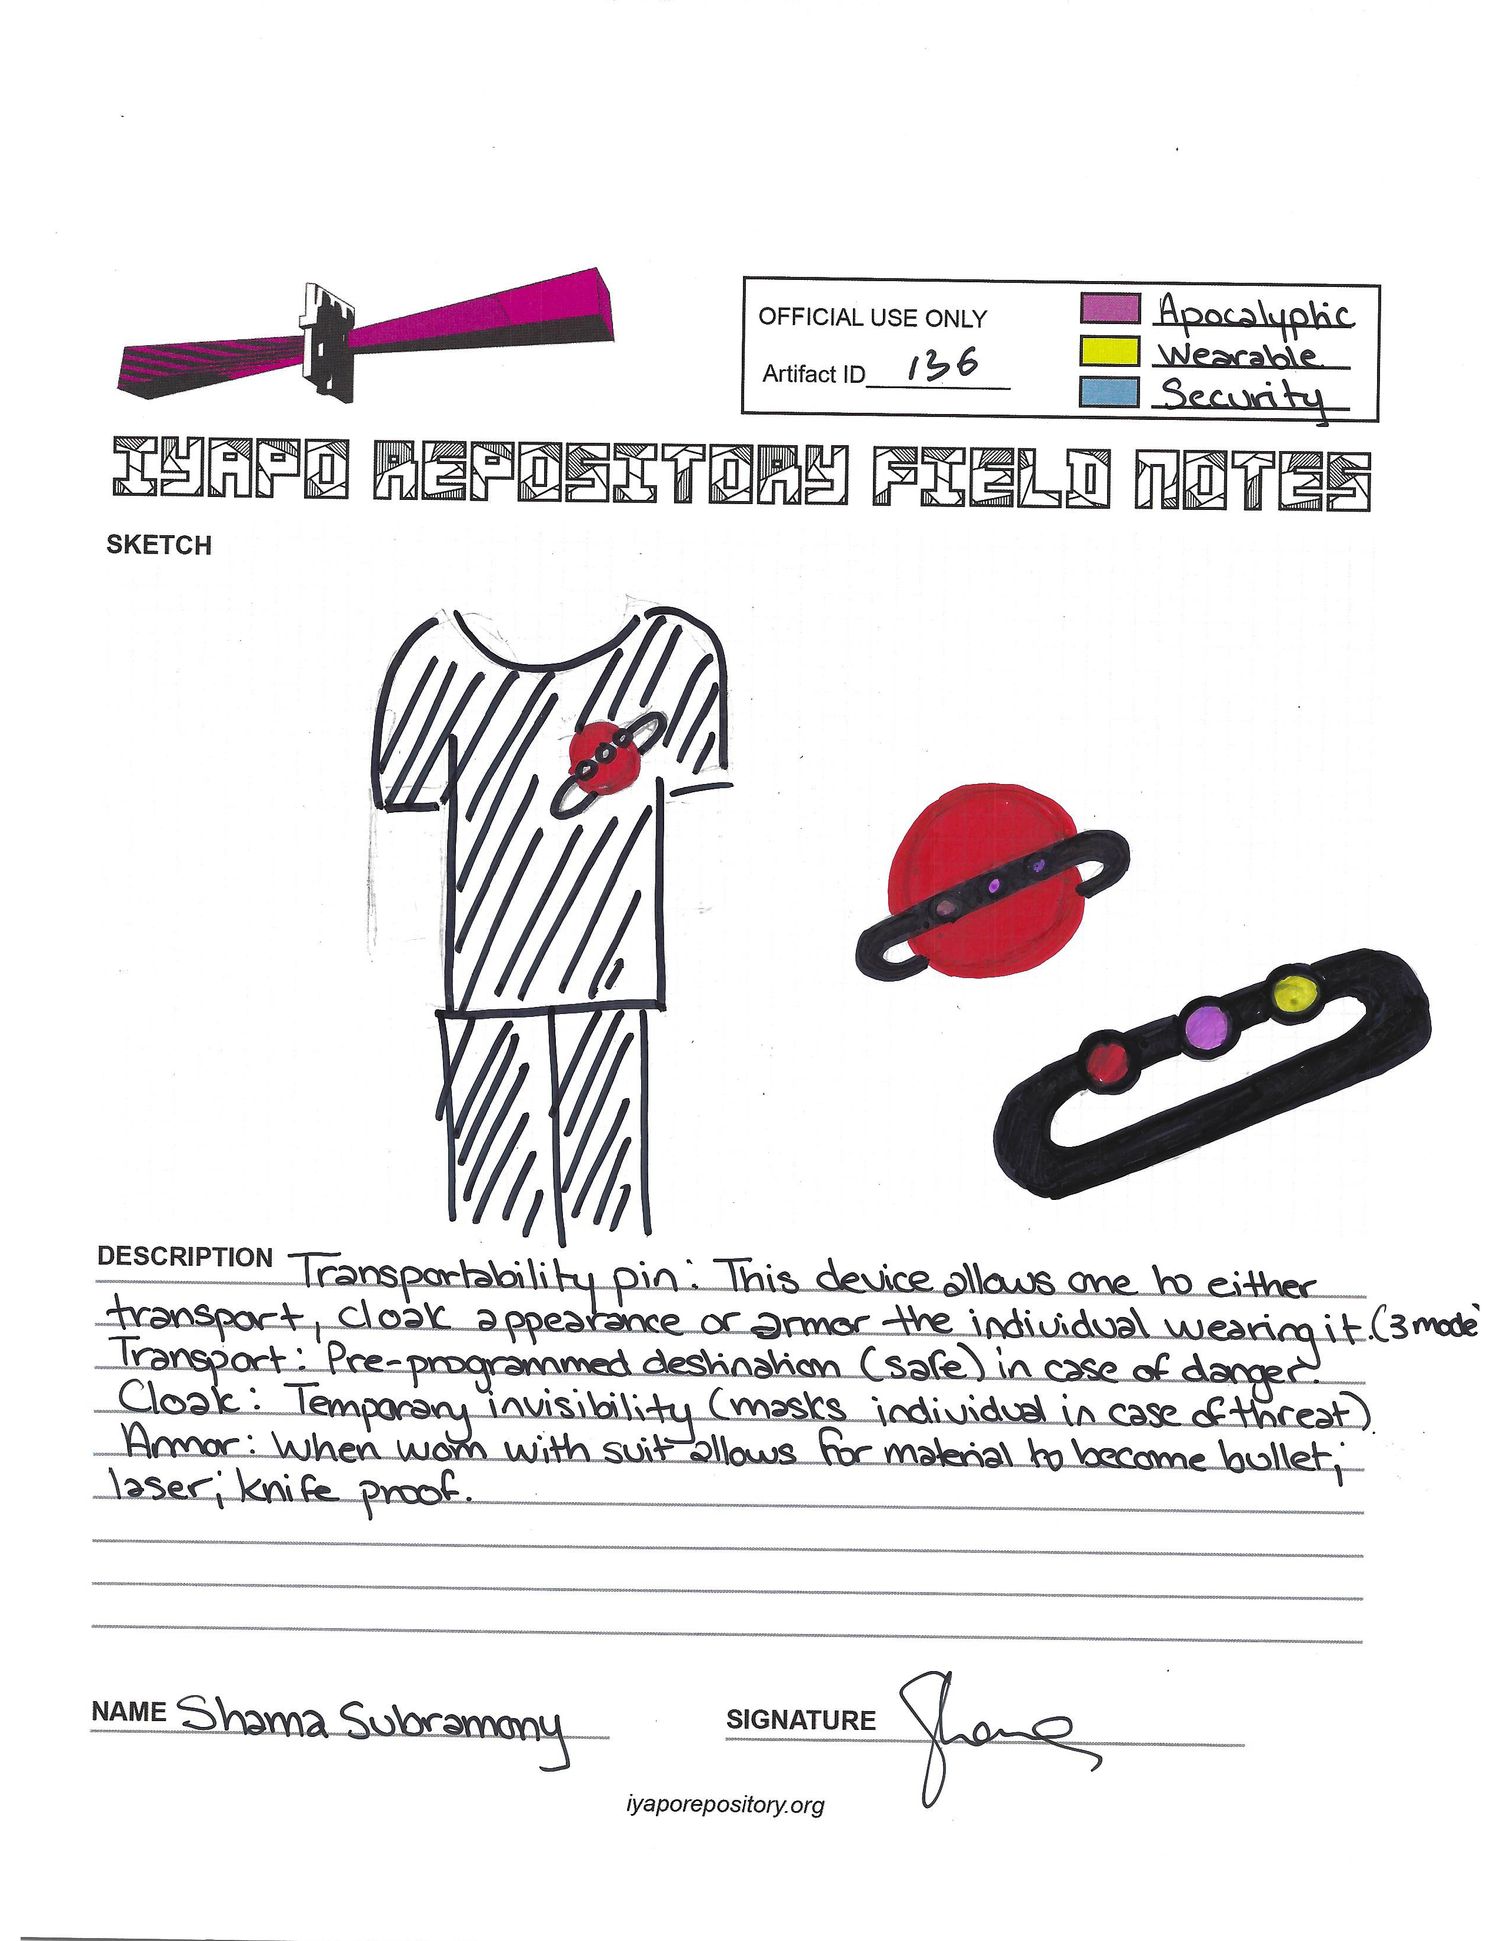 OFFICIAL USE ONLY
Artifact ID 136
Apocalyptic
Wearable
Security
IYAPO REPOSITORY FIELD NOTES
SKETCH
DESCRIPTION Transportability pin: This device allows one to either
transport, cloak appearance or armor the individual wearing it. (3 mode
Transport: Pre-programmed destination (safe) in case of danger.
Cloak: Temporary invisibility (masks individual in case of threat).
Armor: When worn with suit allows for material to become bullet;
laser; knife proof.
NAME Shama Subramony
SIGNATURE Shama
iyaporepository.org